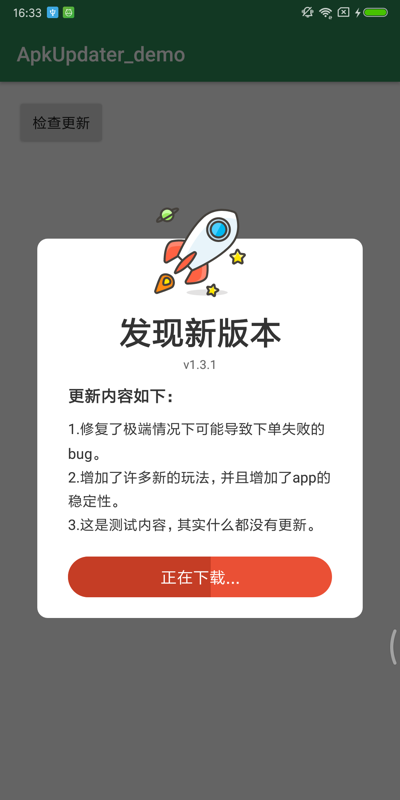 16:33
ApkUpdater_demo
检查更新
发现新版本
v1.3.1
更新内容如下：
1.修复了极端情况下可能导致下单失败的
bug。
2.增加了许多新的玩法，并且增加了app的
稳定性。
3.这是测试内容，其实什么都没有更新。
正在下载...